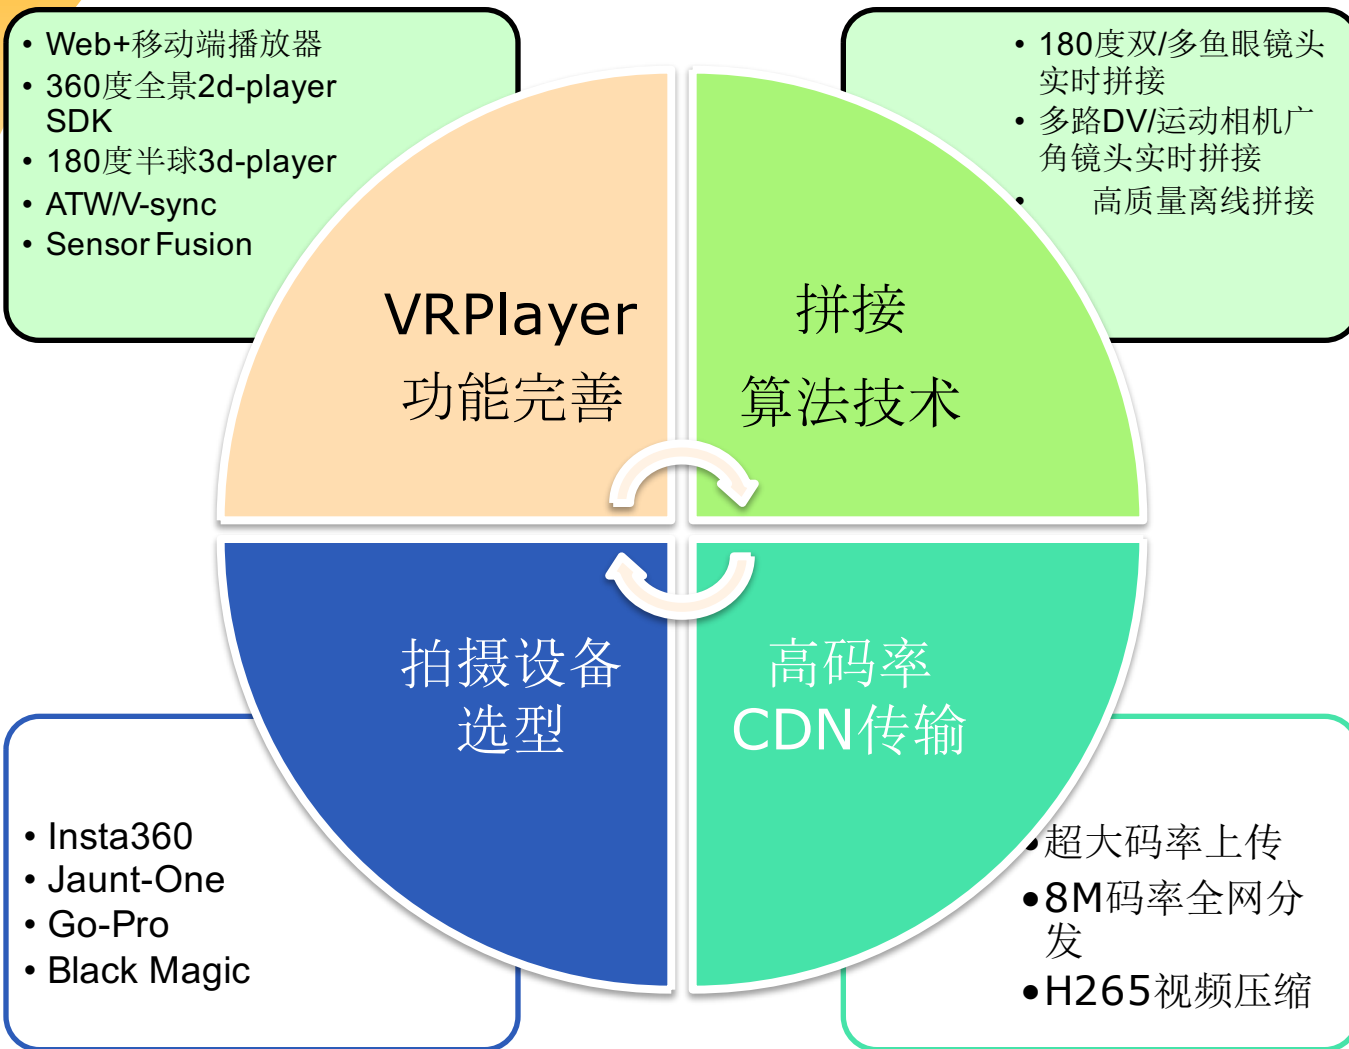 • Web+移动端播放器
• 360度全景2d-player
SDK
• 180度半球3d-player
• ATW/V-sync
• Sensor Fusion
• 180度双/多鱼眼镜头
实时拼接
• 多路DV/运动相机广
角镜头实时拼接
• 高质量离线拼接
VRPlayer
功能完善
拼接
算法技术
拍摄设备
选型
高码率
CDN传输
• Insta360
• Jaunt-One
• Go-Pro
• Black Magic
•超大码率上传
•8M码率全网分
发
•H265视频压缩